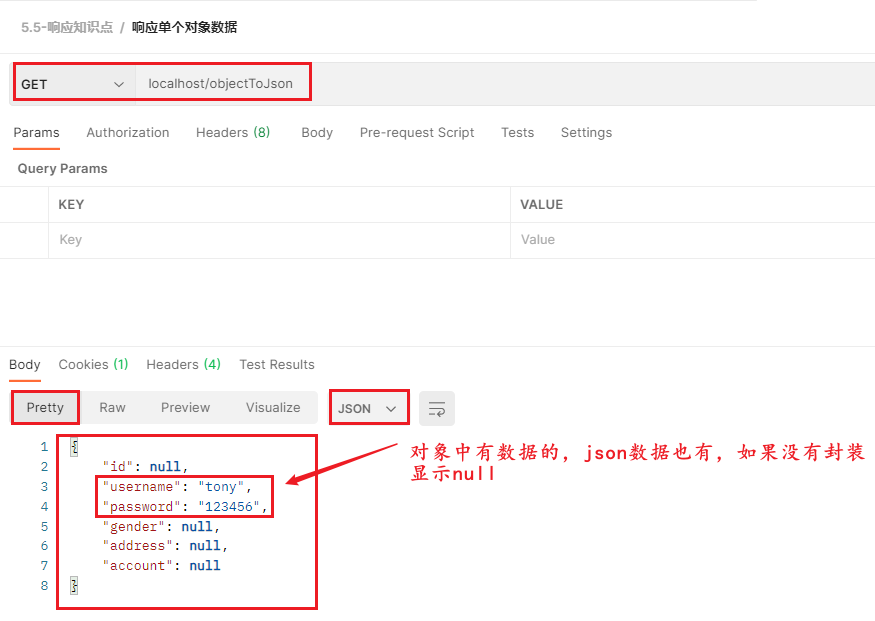 5.5-响应知识点 / 响应单个对象数据
GET localhost/objectToJson
Params Authorization Headers (8) Body Pre-request Script Tests Settings
Query Params
KEY VALUE
Key Value
Body Cookies (1) Headers (4) Test Results
Pretty Raw Preview Visualize JSON
1 {
2 "id": null,
3 "username": "tony",
4 "password": "123456",
5 "gender": null,
6 "address": null,
7 "account": null
8 }
对象中有数据的，json数据也有，如果没有封装
显示null